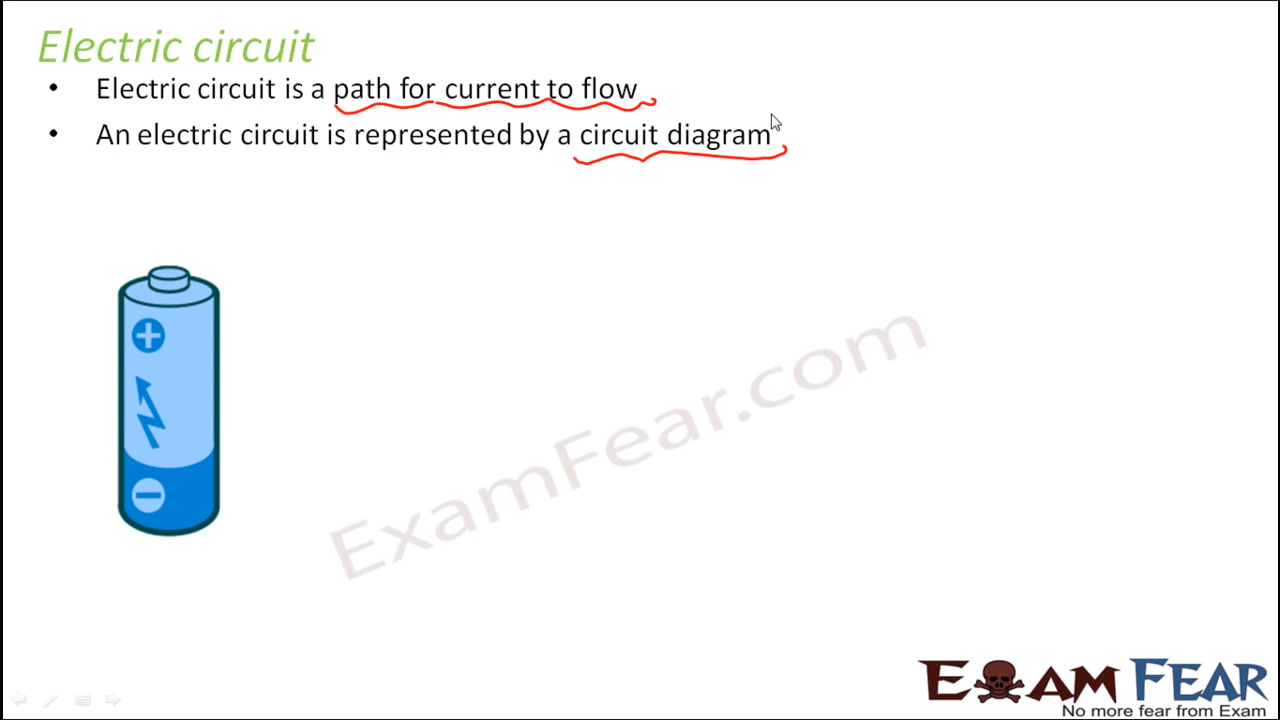 Electric circuit
• Electric circuit is a path for current to flow
• An electric circuit is represented by a circuit diagram
+
−
ExamFear.com
EXAM FEAR
No more fear from Exam